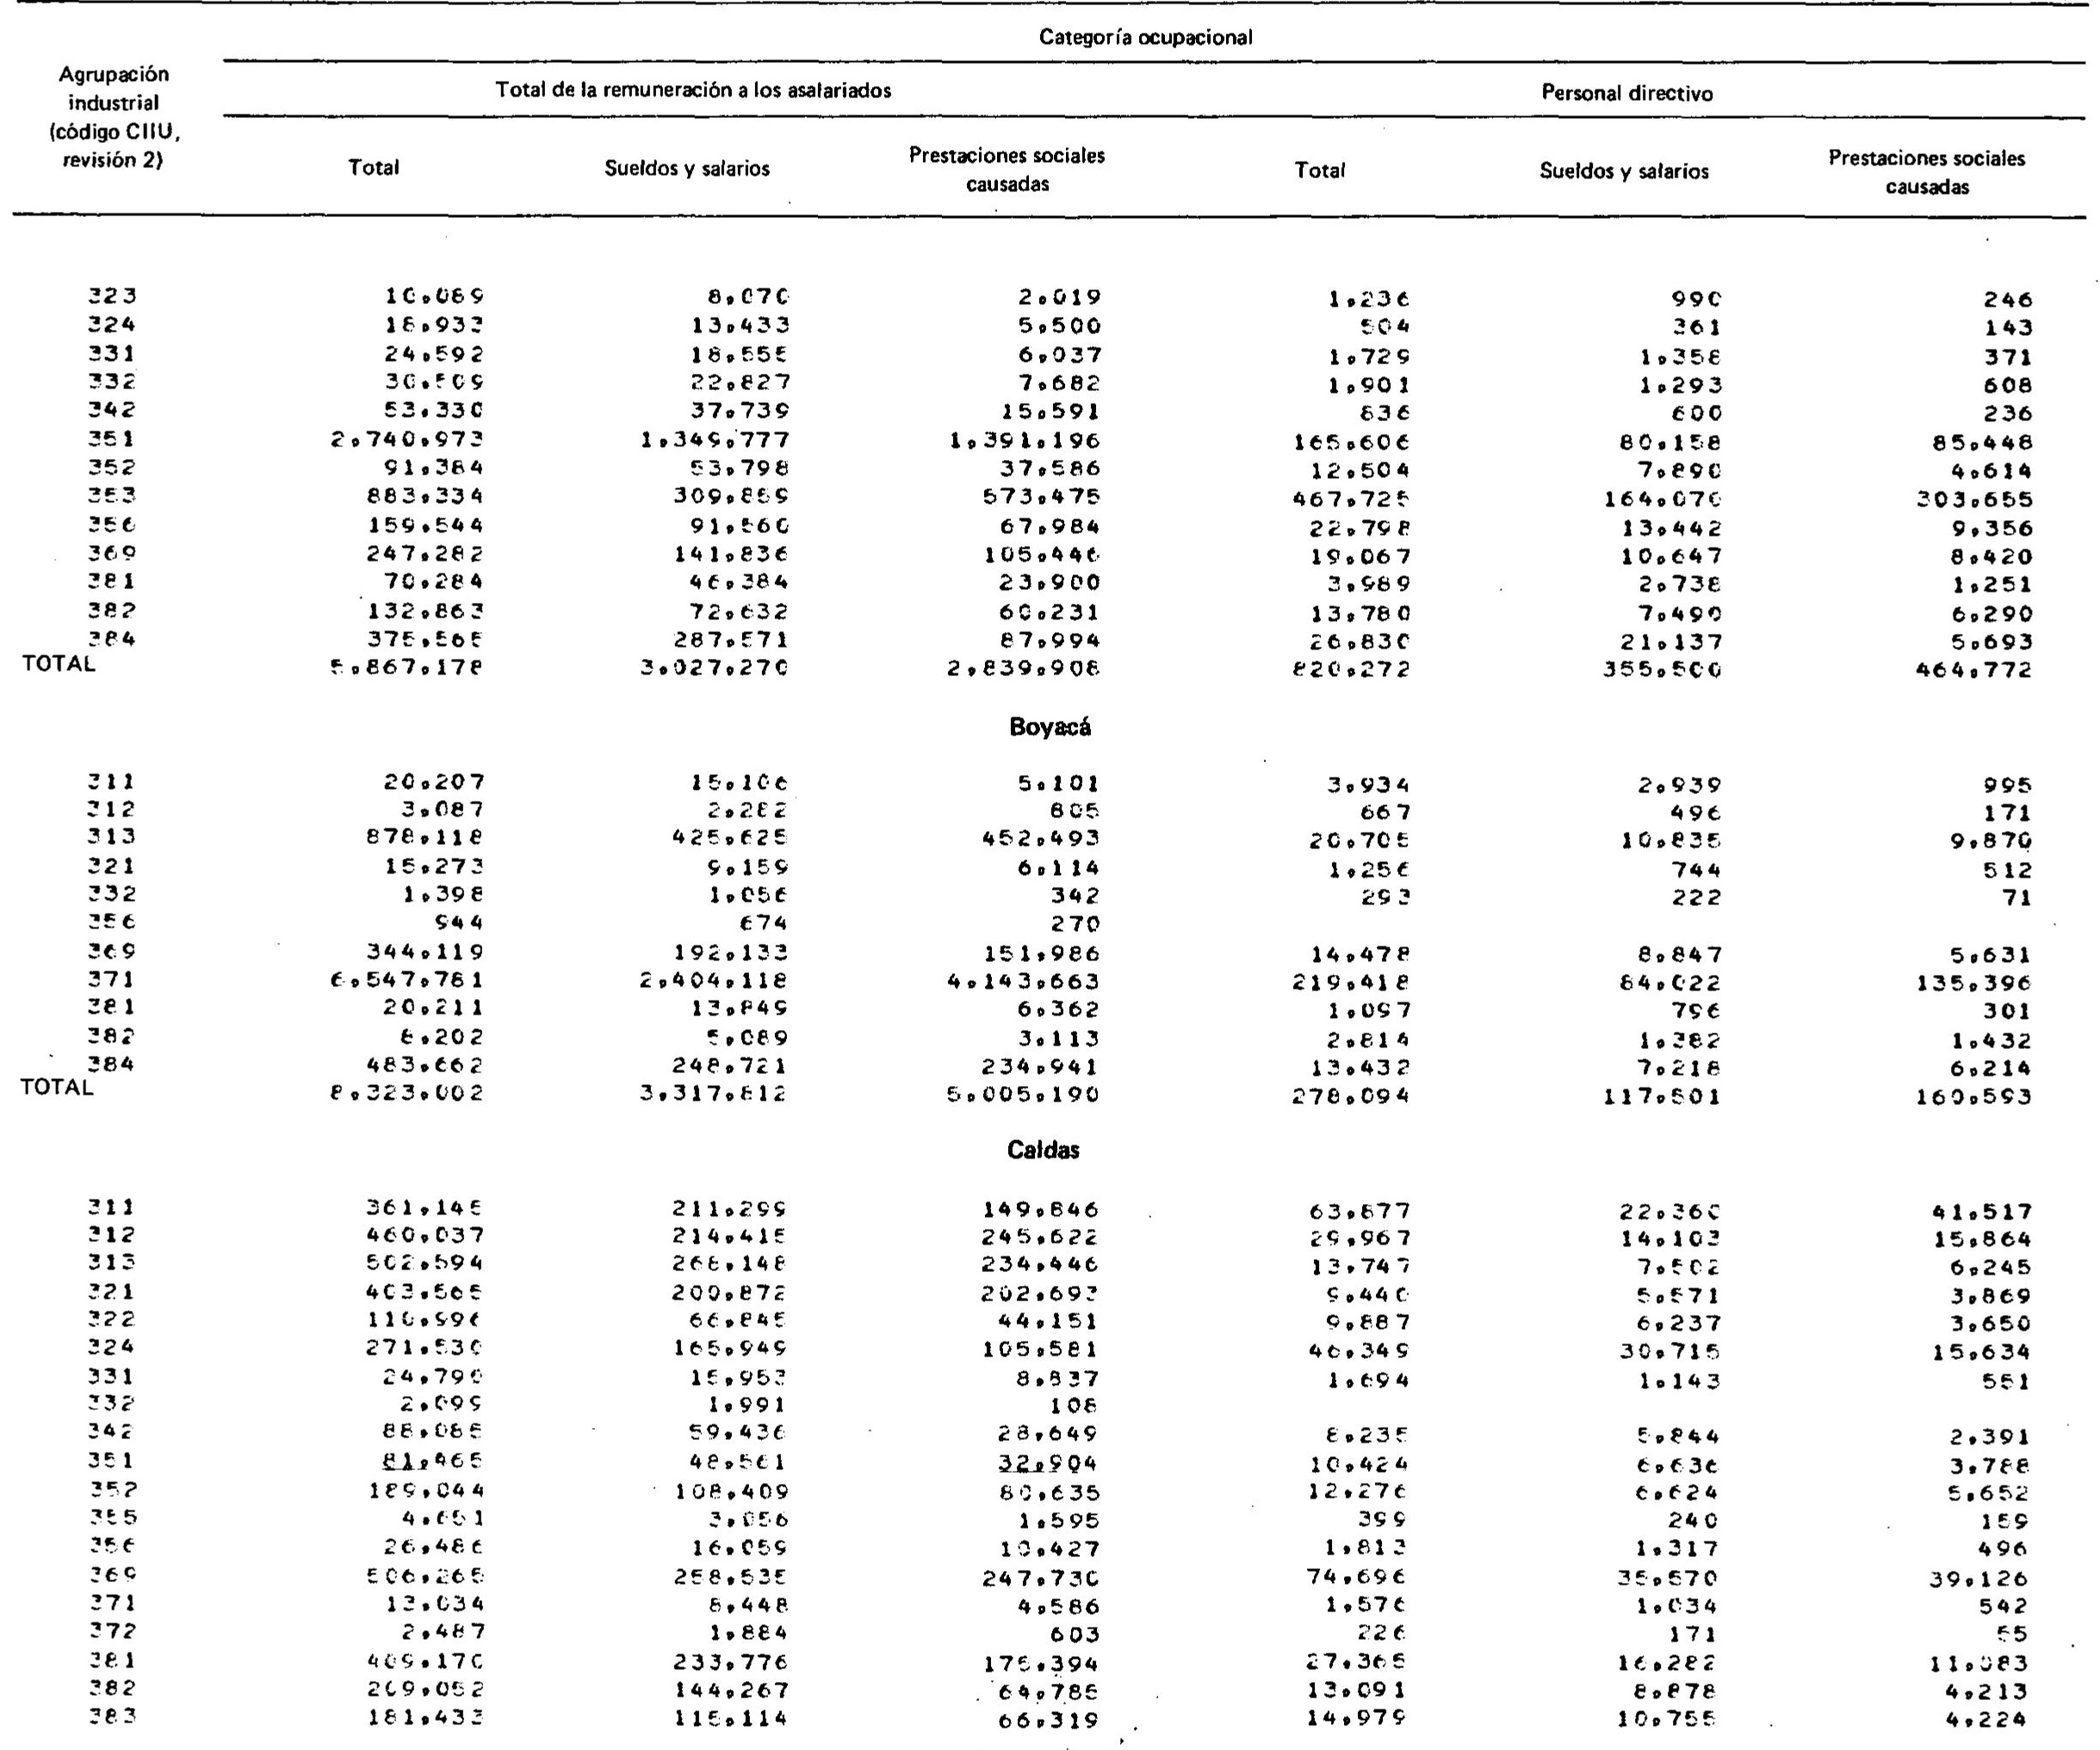 Categoría ocupacional
Agrupación
industrial
(código CIIU,
revisión 2)
Total de la remuneración a los asalariados Personal directivo
Total Sueldos y salarios Prestaciones sociales causadas Total Sueldos y salarios Prestaciones sociales causadas
323 10.089 8.070 2.019 1.236 990 246
324 18.933 13.433 5.500 504 361 143
331 24.592 18.555 6.037 1.729 1.358 371
332 30.509 22.827 7.682 1.901 1.293 608
342 53.330 37.739 15.591 836 600 236
351 2.740.973 1.349.777 1.391.196 165.606 80.158 85.448
352 91.384 53.798 37.586 12.504 7.890 4.614
353 883.334 309.859 573.475 467.725 164.070 303.655
356 159.544 91.560 67.984 22.798 13.442 9.356
369 247.282 141.836 105.446 19.067 10.647 8.420
381 70.284 46.384 23.900 3.989 2.738 1.251
382 132.863 72.632 60.231 13.780 7.490 6.290
384 375.565 287.571 87.994 26.830 21.137 5.693
TOTAL 5.867.178 3.027.270 2.839.908 820.272 355.500 464.772
Boyacá
311 20.207 15.106 5.101 3.934 2.939 995
312 3.087 2.282 805 667 496 171
313 878.118 425.625 452.493 20.705 10.835 9.870
321 15.273 9.159 6.114 1.256 744 512
332 1.398 1.056 342 293 222 71
356 944 674 270
369 344.119 192.133 151.986 14.478 8.847 5.631
371 6.547.781 2.404.118 4.143.663 219.418 84.022 135.396
381 20.211 13.849 6.362 1.097 796 301
382 8.202 5.089 3.113 2.814 1.382 1.432
384 483.662 248.721 234.941 13.432 7.218 6.214
TOTAL 8.323.002 3.317.812 5.005.190 278.094 117.501 160.593
Caldas
311 361.145 211.299 149.846 63.877 22.360 41.517
312 460.037 214.415 245.622 29.967 14.103 15.864
313 502.594 268.148 234.446 13.747 7.502 6.245
321 403.565 200.872 202.693 9.440 5.571 3.869
322 110.996 66.845 44.151 9.887 6.237 3.650
324 271.530 165.949 105.581 46.349 30.715 15.634
331 24.790 15.953 8.837 1.694 1.143 551
332 2.099 1.991 108
342 88.085 59.436 28.649 8.235 5.844 2.391
351 81.465 48.561 32.904 10.424 6.636 3.788
352 189.044 108.409 80.635 12.276 6.624 5.652
355 4.651 3.056 1.595 399 240 159
356 26.486 16.059 10.427 1.813 1.317 496
369 506.265 258.535 247.730 74.696 35.570 39.126
371 13.034 8.448 4.586 1.576 1.034 542
372 2.487 1.884 603 226 171 55
381 409.170 233.776 175.394 27.365 16.282 11.083
382 209.052 144.267 64.785 13.091 8.878 4.213
383 181.433 115.114 66.319 14.979 10.755 4.224